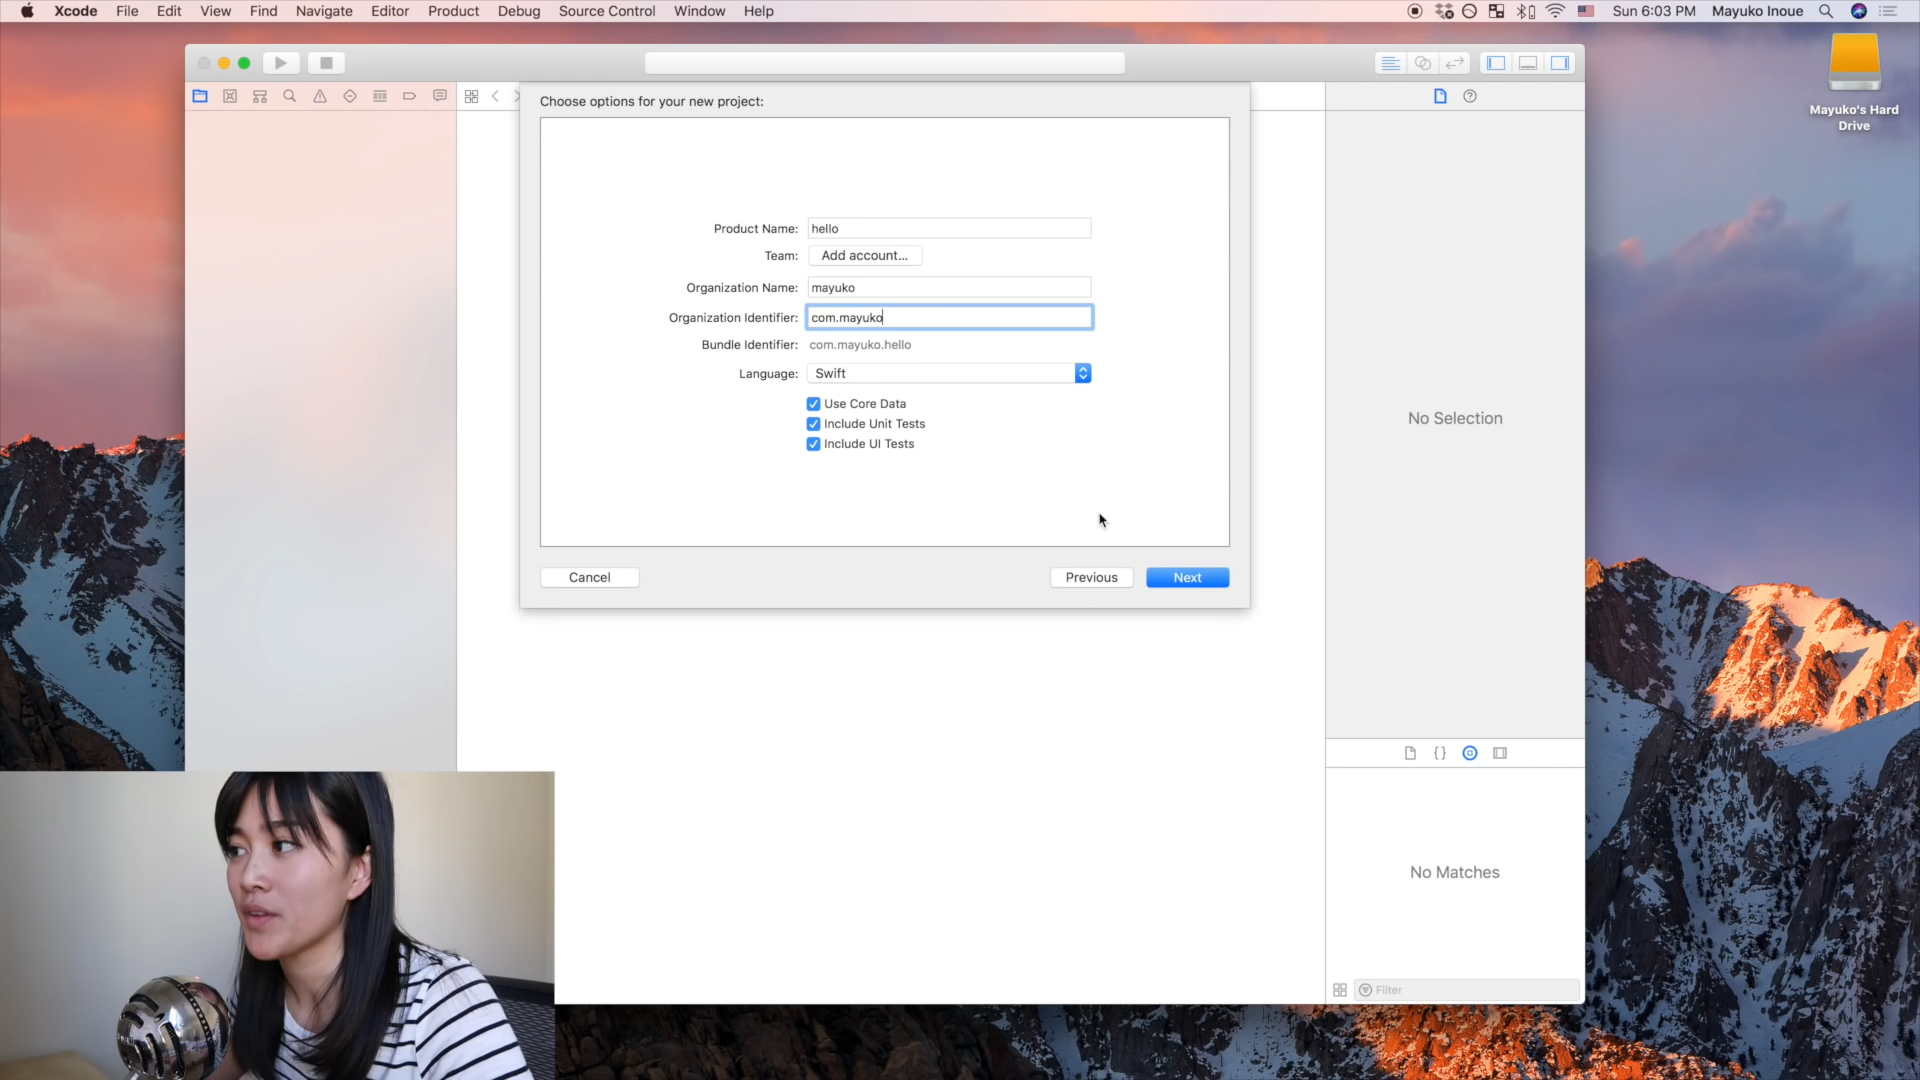 Xcode File Edit View Find Navigate Editor Product Debug Source Control Window Help Sun 6:03 PM Mayuko Inoue
Mayuko's Hard
Drive
Choose options for your new project:
Product Name: hello
Team: Add account...
Organization Name: mayuko
Organization Identifier: com.mayuko
Bundle Identifier: com.mayuko.hello
Language: Swift
Use Core Data
Include Unit Tests
Include UI Tests
No Selection
Cancel Previous Next
No Matches
Filter